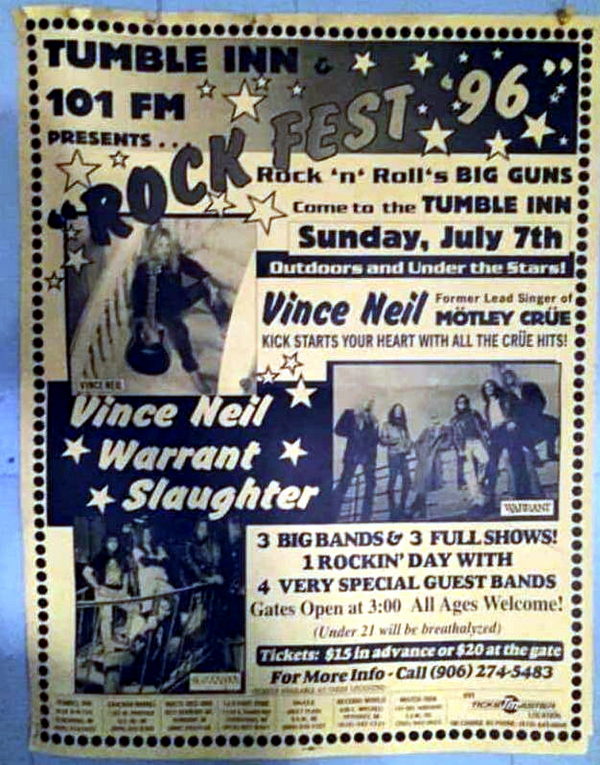 TUMBLE INN &
101 FM
PRESENTS . .
"ROCK FEST '96"
Rock 'n' Roll's BIG GUNS
Come to the TUMBLE INN
Sunday, July 7th
Outdoors and Under the Stars!
Vince Neil Former Lead Singer of
MÖTLEY CRÜE
KICK STARTS YOUR HEART WITH ALL THE CRÜE HITS!
VINCE NEIL
Vince Neil
Warrant
Slaughter
WARRANT
3 BIG BANDS & 3 FULL SHOWS!
1 ROCKIN' DAY WITH
4 VERY SPECIAL GUEST BANDS
Gates Open at 3:00 All Ages Welcome!
(Under 21 will be breathalyzed)
Tickets: $15 in advance or $20 at the gate
For More Info - Call (906) 274-5483
TICKETMASTER
LOCATION